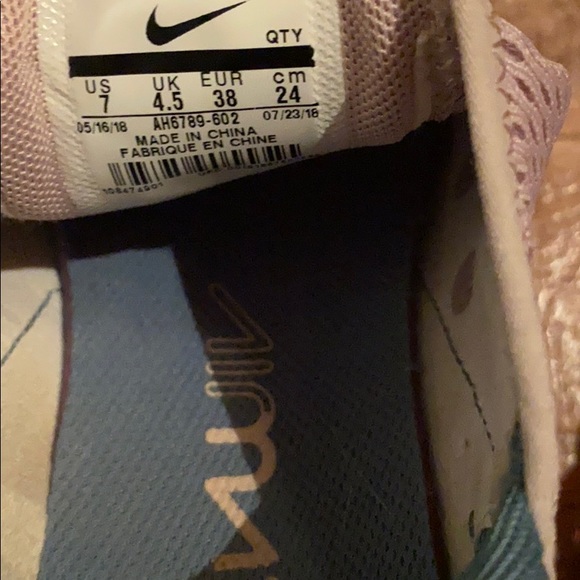 QTY
US UK EUR cm
7 4.5 38 24
05/16/18 AH6789-602 07/23/18
MADE IN CHINA
FABRIQUE EN CHINE